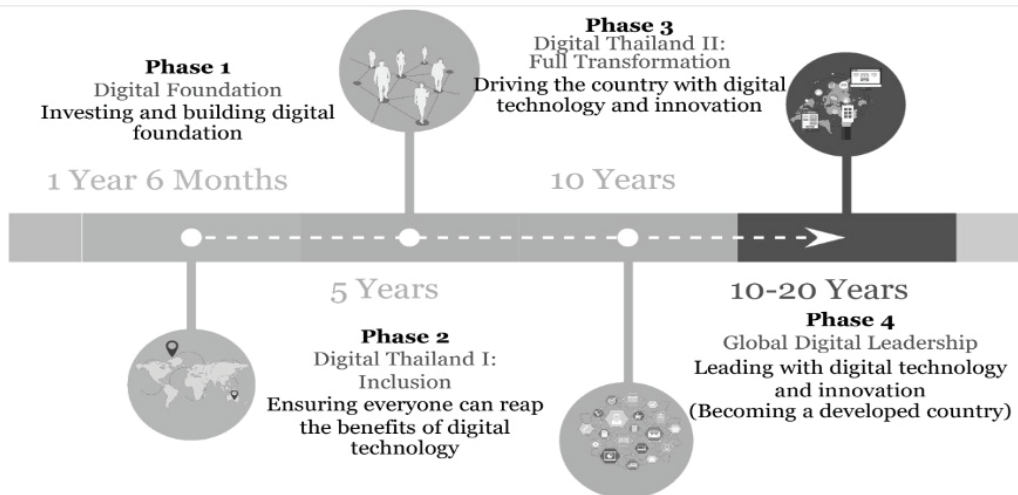 Phase 1
Digital Foundation
Investing and building digital
foundation
1 Year 6 Months
Phase 2
Digital Thailand I:
Inclusion
Ensuring everyone can reap
the benefits of digital
technology
5 Years
Phase 3
Digital Thailand II:
Full Transformation
Driving the country with digital
technology and innovation
10 Years
10-20 Years
Phase 4
Global Digital Leadership
Leading with digital technology
and innovation
(Becoming a developed country)